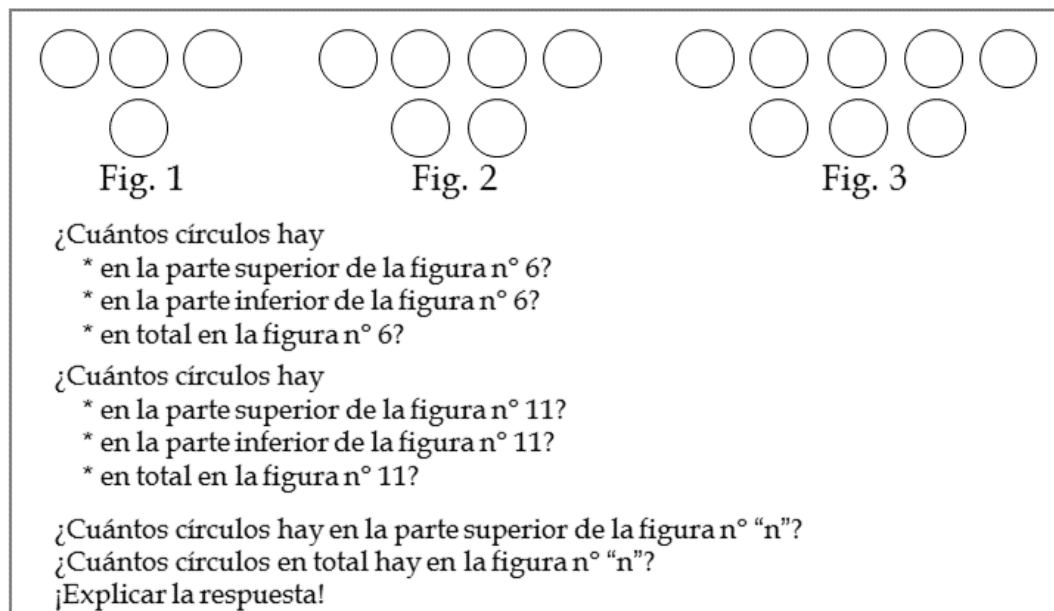 Fig. 1 Fig. 2 Fig. 3
¿Cuántos círculos hay
* en la parte superior de la figura n° 6?
* en la parte inferior de la figura n° 6?
* en total en la figura n° 6?
¿Cuántos círculos hay
* en la parte superior de la figura n° 11?
* en la parte inferior de la figura n° 11?
* en total en la figura n° 11?
¿Cuántos círculos hay en la parte superior de la figura n° “n”?
¿Cuántos círculos en total hay en la figura n° “n”?
¡Explicar la respuesta!